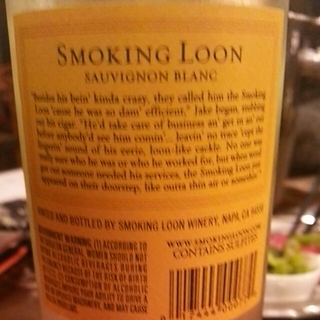 SMOKING LOON
SAUVIGNON BLANC
"Besides his bein' kinda crazy, they called him the Smoking
Loon 'cause he was so dam' efficient." Jake began, stubbing
out his cigar. "He'd take care of business an' get in an' out
before anybody'd see him comin'... leavin' no trace 'cept the
sound of his eerie, loon-like cackle. No one was
really sure who he was or who he worked for, but when word
got on someone needed his services, the Smoking Loon just
appeared on their doorstep, like outta thin air or
AND BOTTLED BY SMOKING LOON WINERY, NAPA, CA
GOVERNMENT WARNING: (1) ACCORDING TO
GENERAL, WOMEN SHOULD NOT
DRINK ALCOHOLIC BEVERAGES DURING
PREGNANCY BECAUSE OF THE RISK OF BIRTH
CONSUMPTION OF ALCOHOLIC
YOUR ABILITY TO DRIVE A
AND MAY CAUSE
WWW.SMOKINGLOON.COM
CONTAINS SULFITES